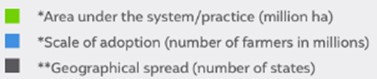 *Area under the system/practice (million ha)
*Scale of adoption (number of farmers in millions)
**Geographical spread (number of states)